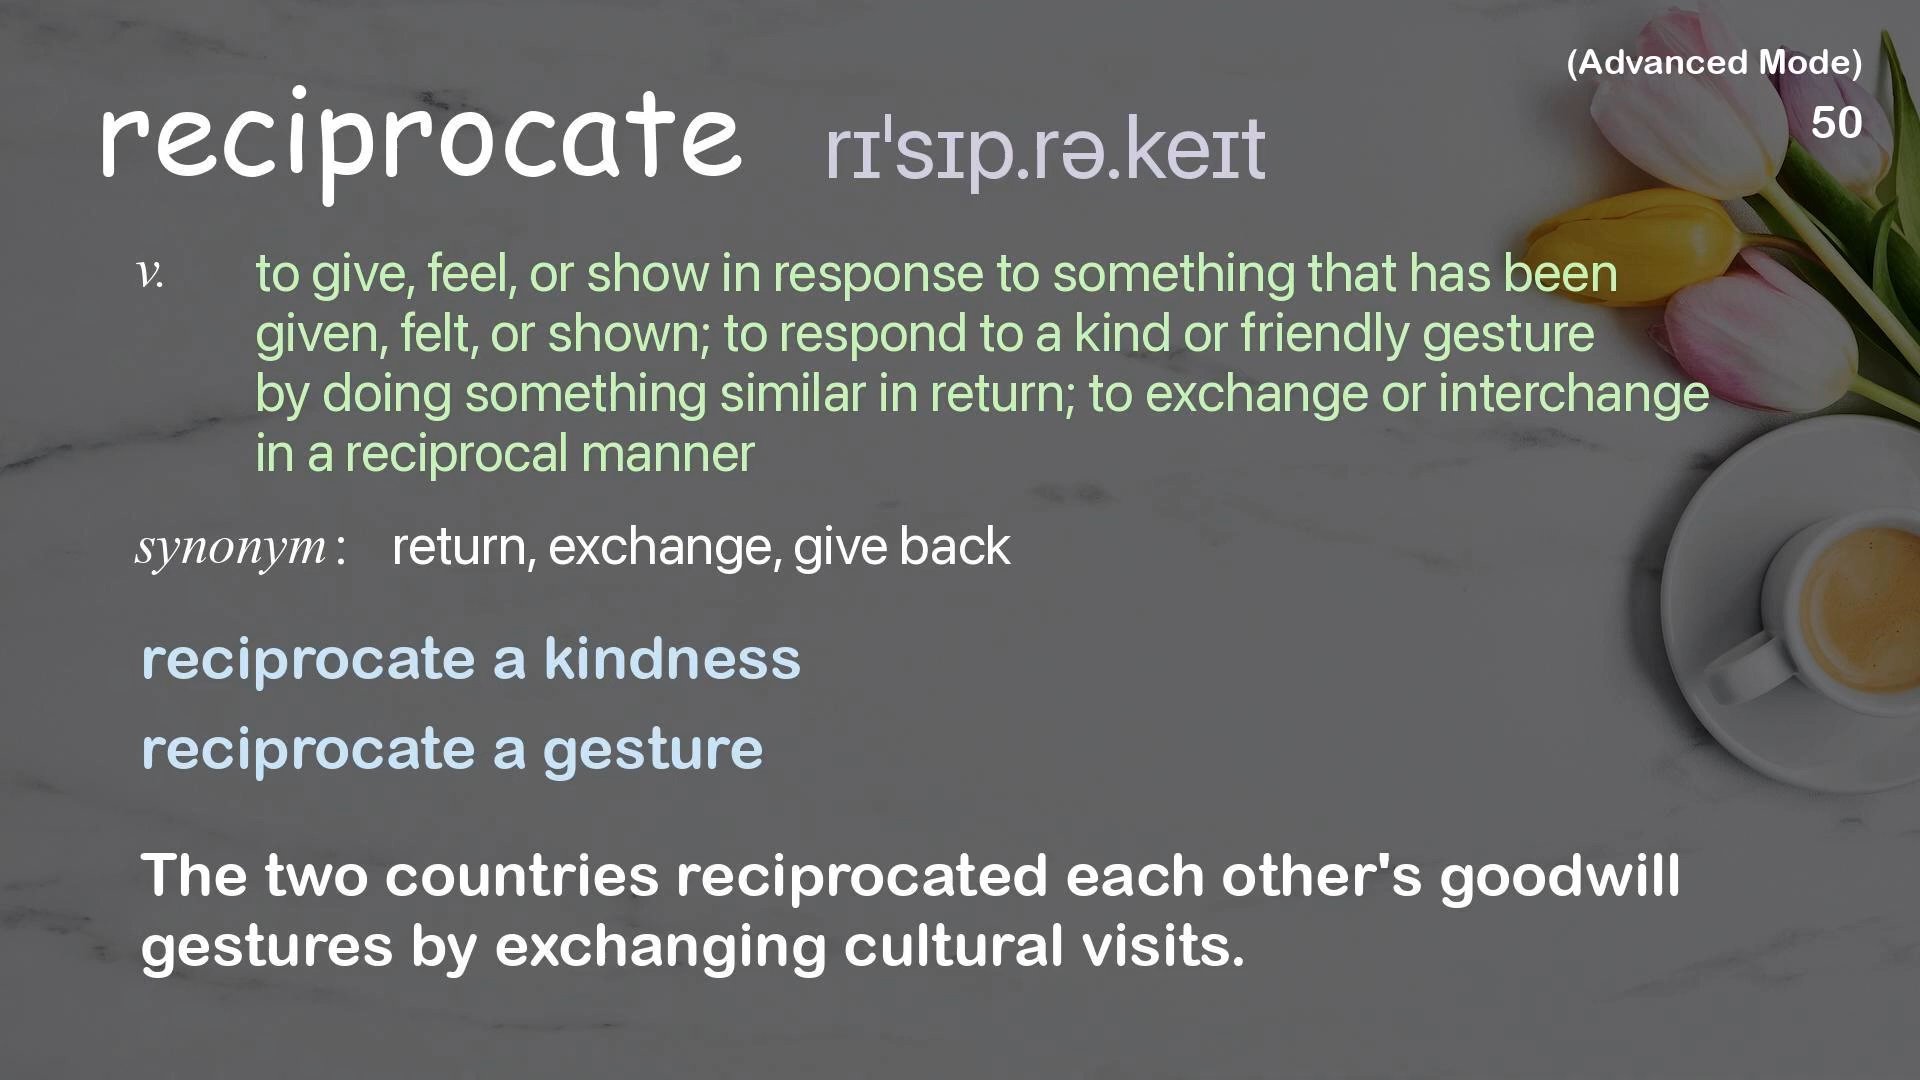 (Advanced Mode)
50
reciprocate rɪˈsɪp.rə.keɪt
v. to give, feel, or show in response to something that has been
given, felt, or shown; to respond to a kind or friendly gesture
by doing something similar in return; to exchange or interchange
in a reciprocal manner
synonym: return, exchange, give back
reciprocate a kindness
reciprocate a gesture
The two countries reciprocated each other's goodwill
gestures by exchanging cultural visits.